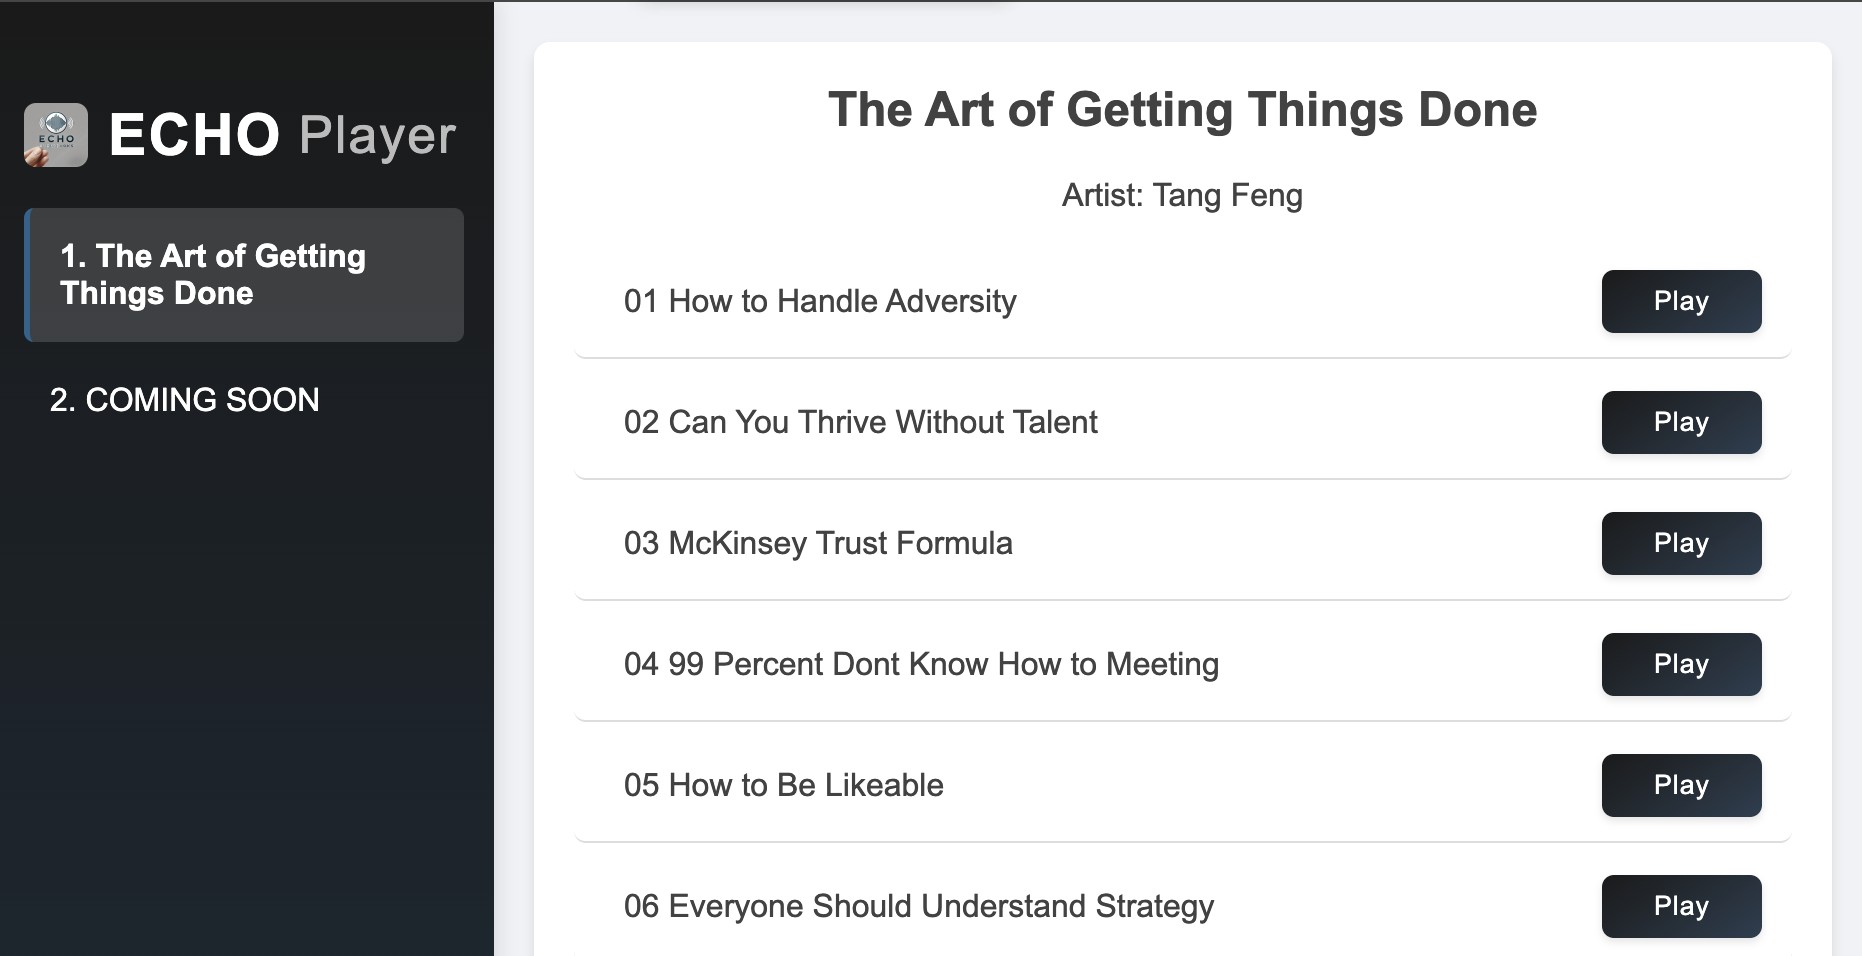 ECHO
ECHO Player
1. The Art of Getting
Things Done
2. COMING SOON
The Art of Getting Things Done
Artist: Tang Feng
01 How to Handle Adversity
Play
02 Can You Thrive Without Talent
Play
03 McKinsey Trust Formula
Play
04 99 Percent Dont Know How to Meeting
Play
05 How to Be Likeable
Play
06 Everyone Should Understand Strategy
Play